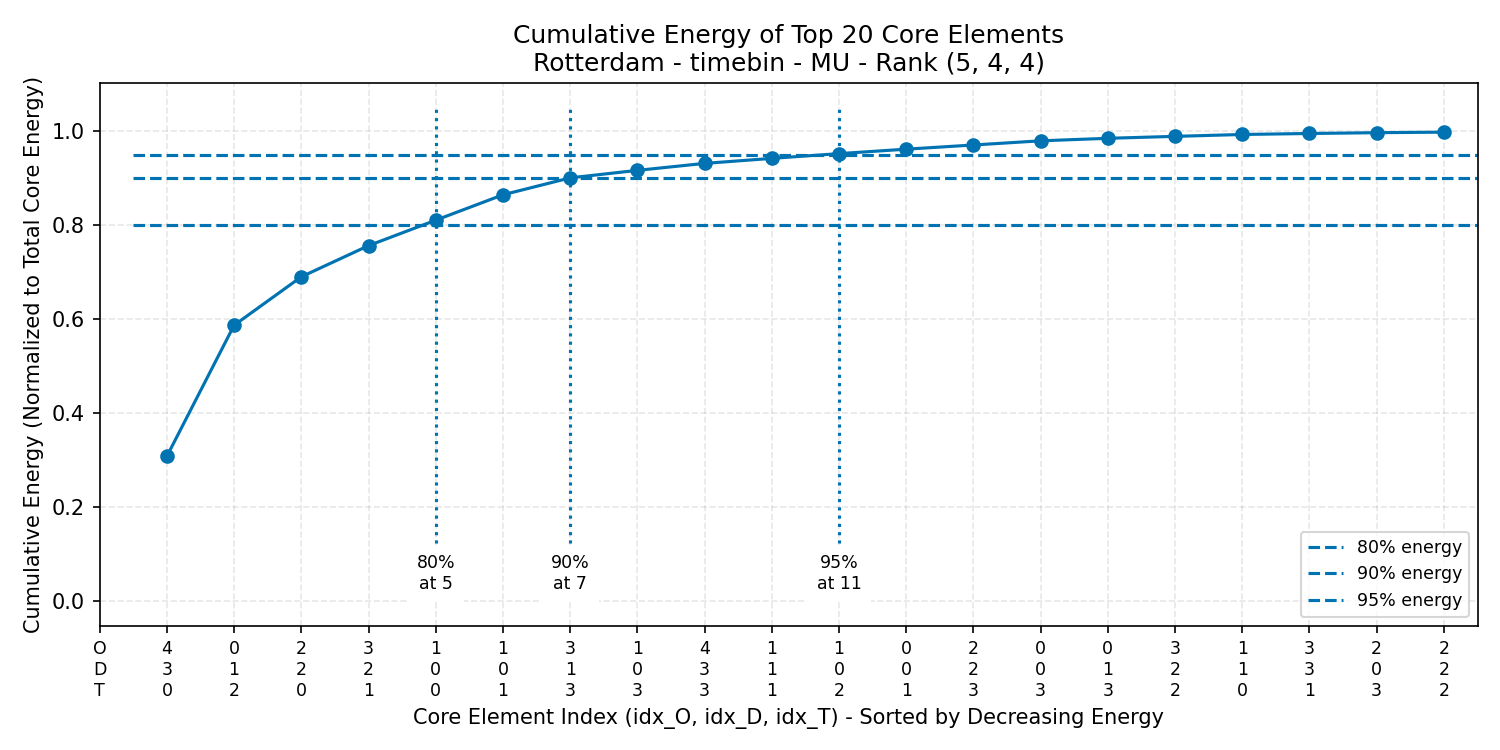 Cumulative Energy of Top 20 Core Elements
Rotterdam - timebin - MU - Rank (5, 4, 4)
Cumulative Energy (Normalized to Total Core Energy)
1.0
0.8
0.6
0.4
0.2
0.0
80%
at 5
90%
at 7
95%
at 11
80% energy
90% energy
95% energy
O 4 0 2 3 1 1 3 1 4 1 1 0 2 0 0 3 1 3 2 2
D 3 1 2 2 0 0 1 0 3 1 0 0 2 0 1 2 1 3 0 2
T 0 2 0 1 0 1 3 3 3 1 2 1 3 3 3 2 0 1 3 2
Core Element Index (idx_O, idx_D, idx_T) - Sorted by Decreasing Energy